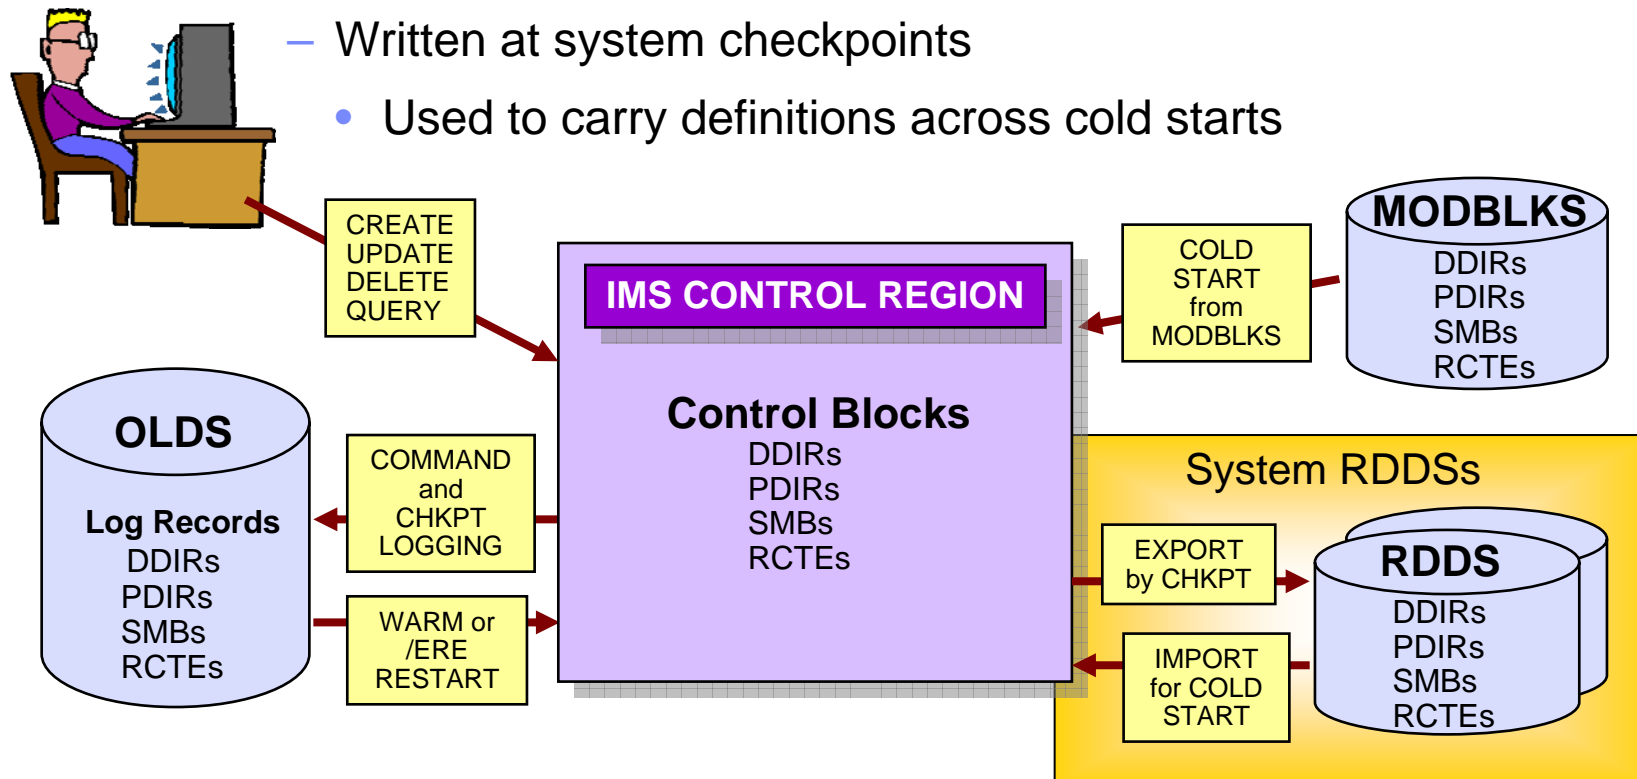 – Written at system checkpoints
• Used to carry definitions across cold starts
CREATE
UPDATE
DELETE
QUERY
IMS CONTROL REGION
Control Blocks
DDIRs
PDIRs
SMBs
RCTEs
COLD
START
from
MODBLKS
MODBLKS
DDIRs
PDIRs
SMBs
RCTEs
OLDS
Log Records
DDIRs
PDIRs
SMBs
RCTEs
COMMAND
and
CHKPT
LOGGING
WARM or
/ERE
RESTART
System RDDSs
EXPORT
by CHKPT
IMPORT
for COLD
START
RDDS
DDIRs
PDIRs
SMBs
RCTEs